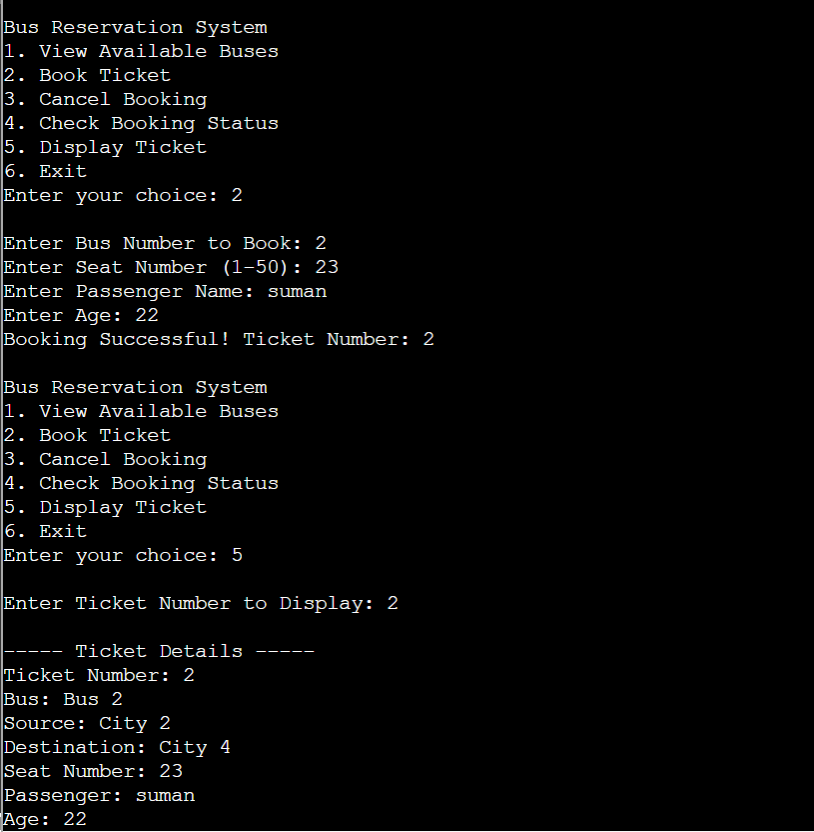 Bus Reservation System
1. View Available Buses
2. Book Ticket
3. Cancel Booking
4. Check Booking Status
5. Display Ticket
6. Exit
Enter your choice: 2
Enter Bus Number to Book: 2
Enter Seat Number (1-50): 23
Enter Passenger Name: suman
Enter Age: 22
Booking Successful! Ticket Number: 2
Bus Reservation System
1. View Available Buses
2. Book Ticket
3. Cancel Booking
4. Check Booking Status
5. Display Ticket
6. Exit
Enter your choice: 5
Enter Ticket Number to Display: 2
----- Ticket Details -----
Ticket Number: 2
Bus: Bus 2
Source: City 2
Destination: City 4
Seat Number: 23
Passenger: suman
Age: 22